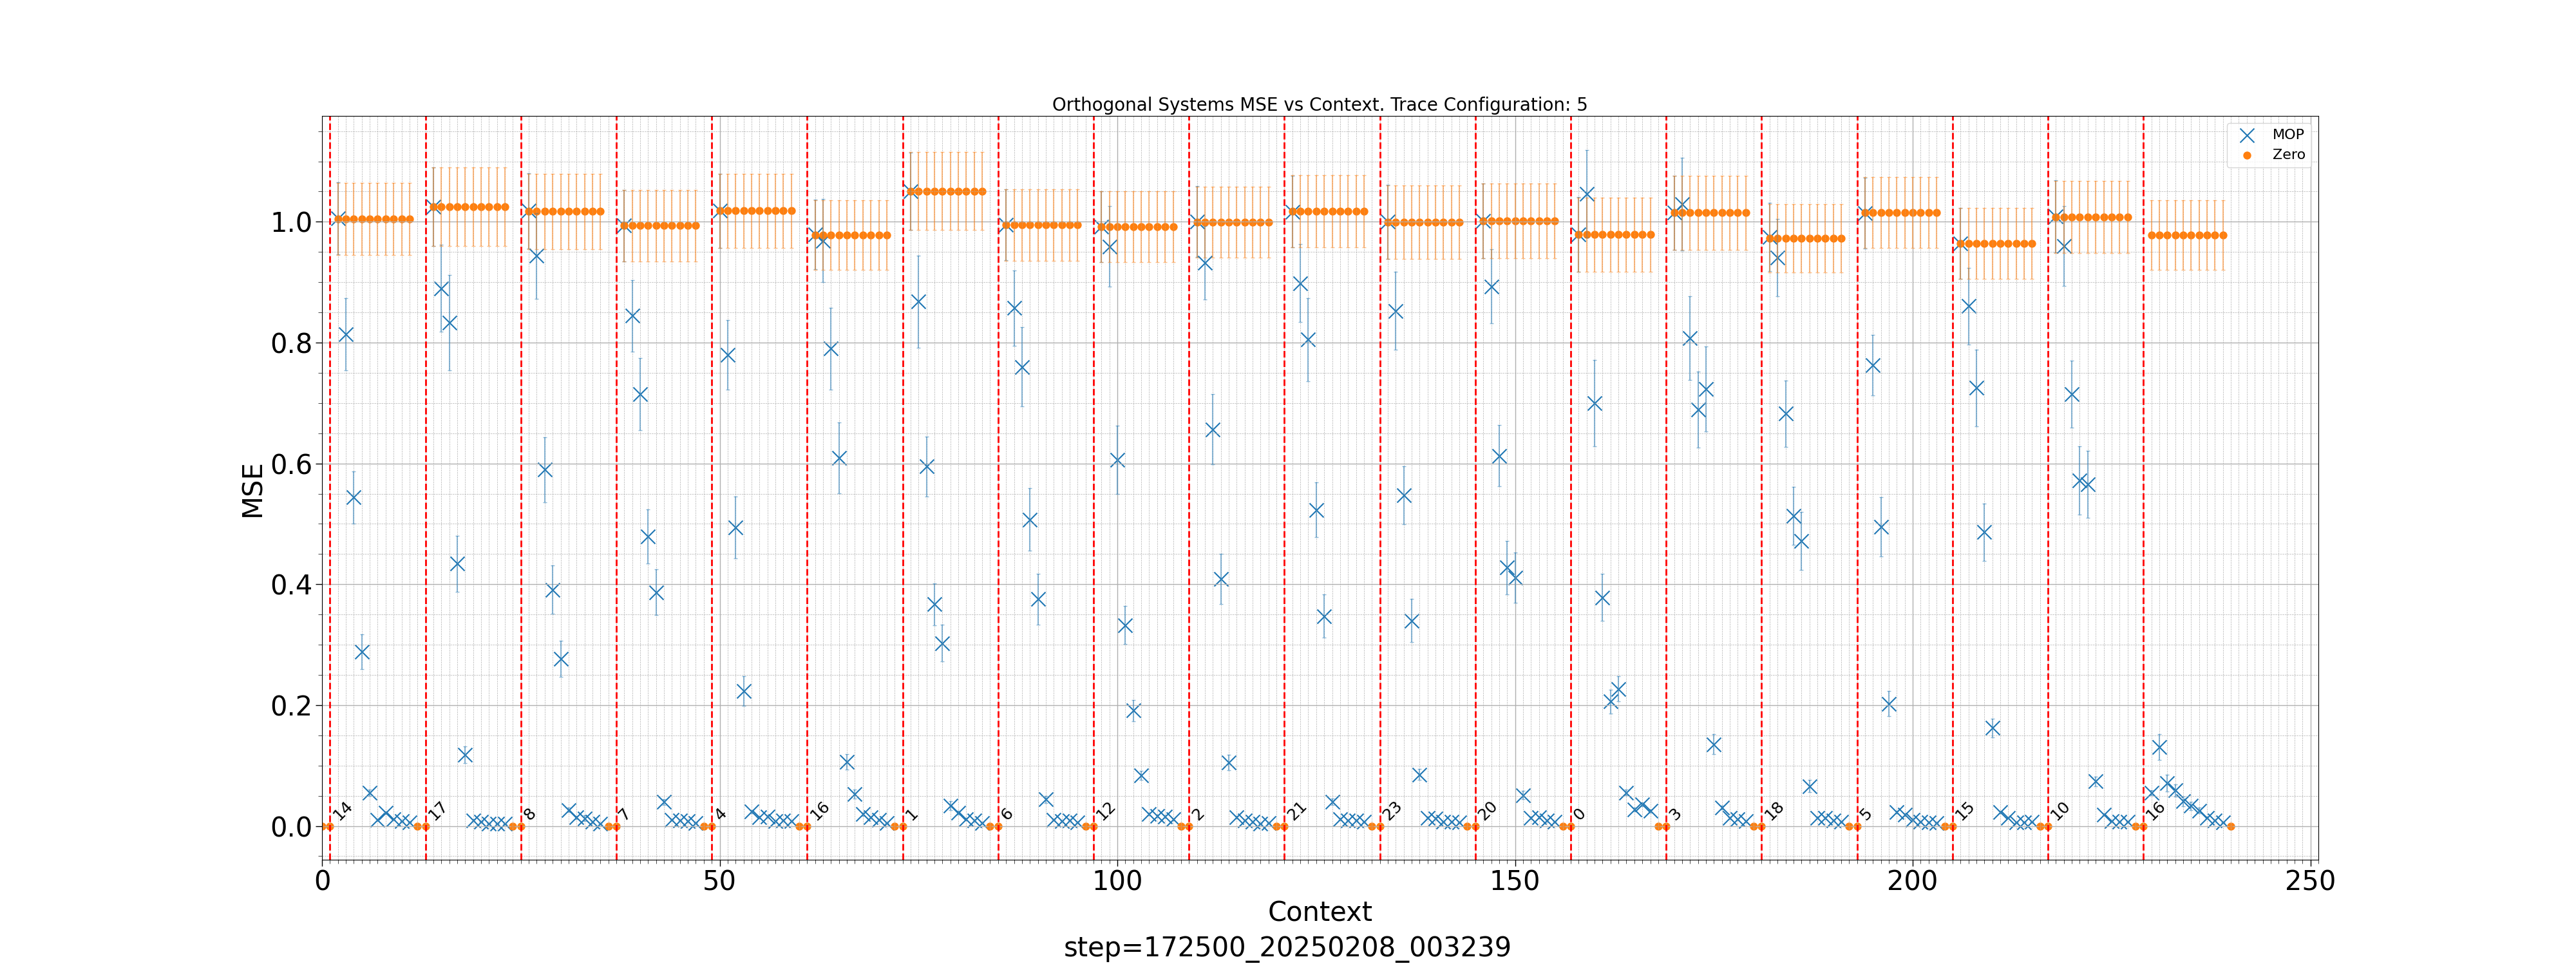 Orthogonal Systems MSE vs Context. Trace Configuration: 5
MOP
Zero
MSE
1.0
0.8
0.6
0.4
0.2
0.0
14 17 8 7 4 16 1 6 12 2 21 23 20 0 3 18 5 15 10 16
0 50 100 150 200 250
Context
step=172500_20250208_003239